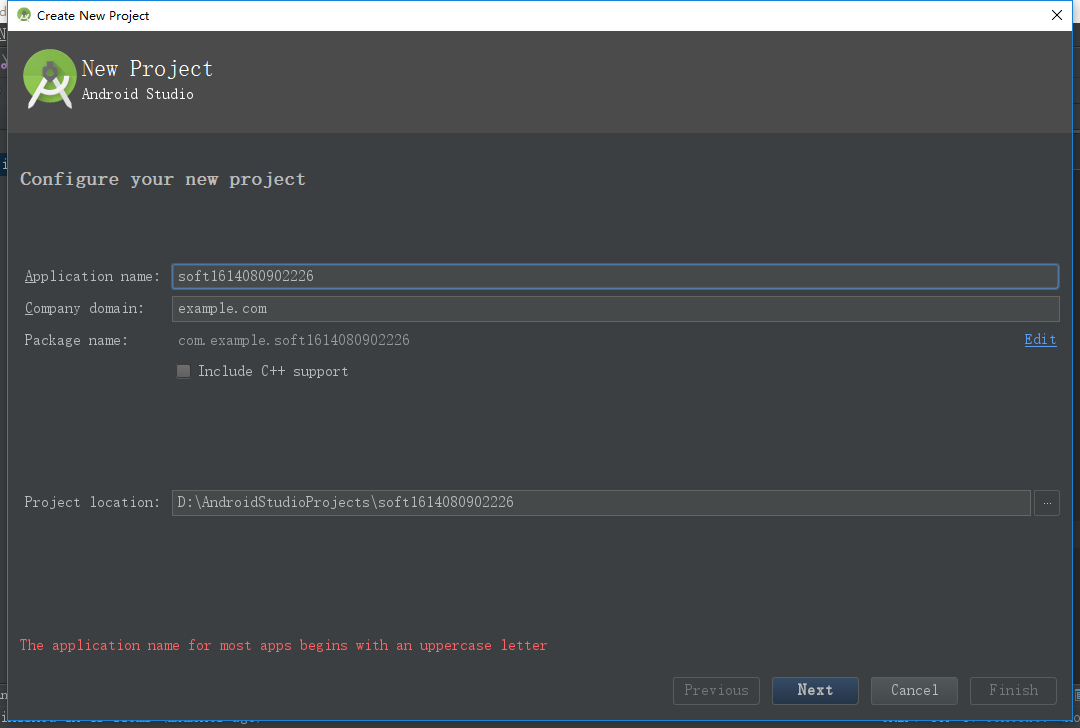 Create New Project
New Project
Android Studio
Configure your new project
Application name: soft1614080902226
Company domain: example.com
Package name: com.example.soft1614080902226 Edit
Include C++ support
Project location: D:\AndroidStudioProjects\soft1614080902226 ...
The application name for most apps begins with an uppercase letter
Previous Next Cancel Finish